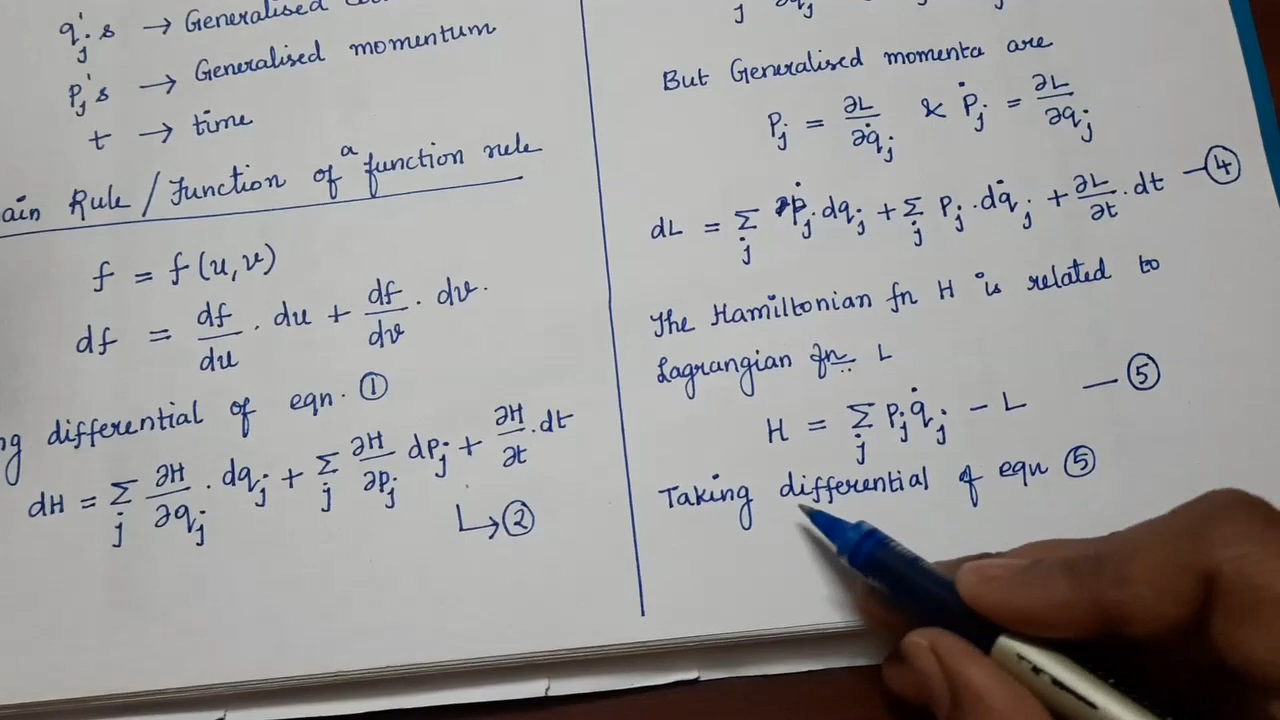 q'j s → Generalised
p'j s → Generalised momentum
t → time
ain Rule / Function of a function rule
f = f(u,v)
df = df/du . du + df/dv . dv.
g differential of eqn. ①
dH = Σj ∂H/∂qj . dqj + Σj ∂H/∂pj dpj + ∂H/∂t . dt
↳ ②
But Generalised momenta are
Pj = ∂L/∂q̇j & Ṗj = ∂L/∂qj
dL = Σj ṗj . dqj + Σj Pj . dq̇j + ∂L/∂t . dt — ④
The Hamiltonian fn H is related to
Lagrangian fn L
H = Σj Pj q̇j - L — ⑤
Taking differential of eqn ⑤